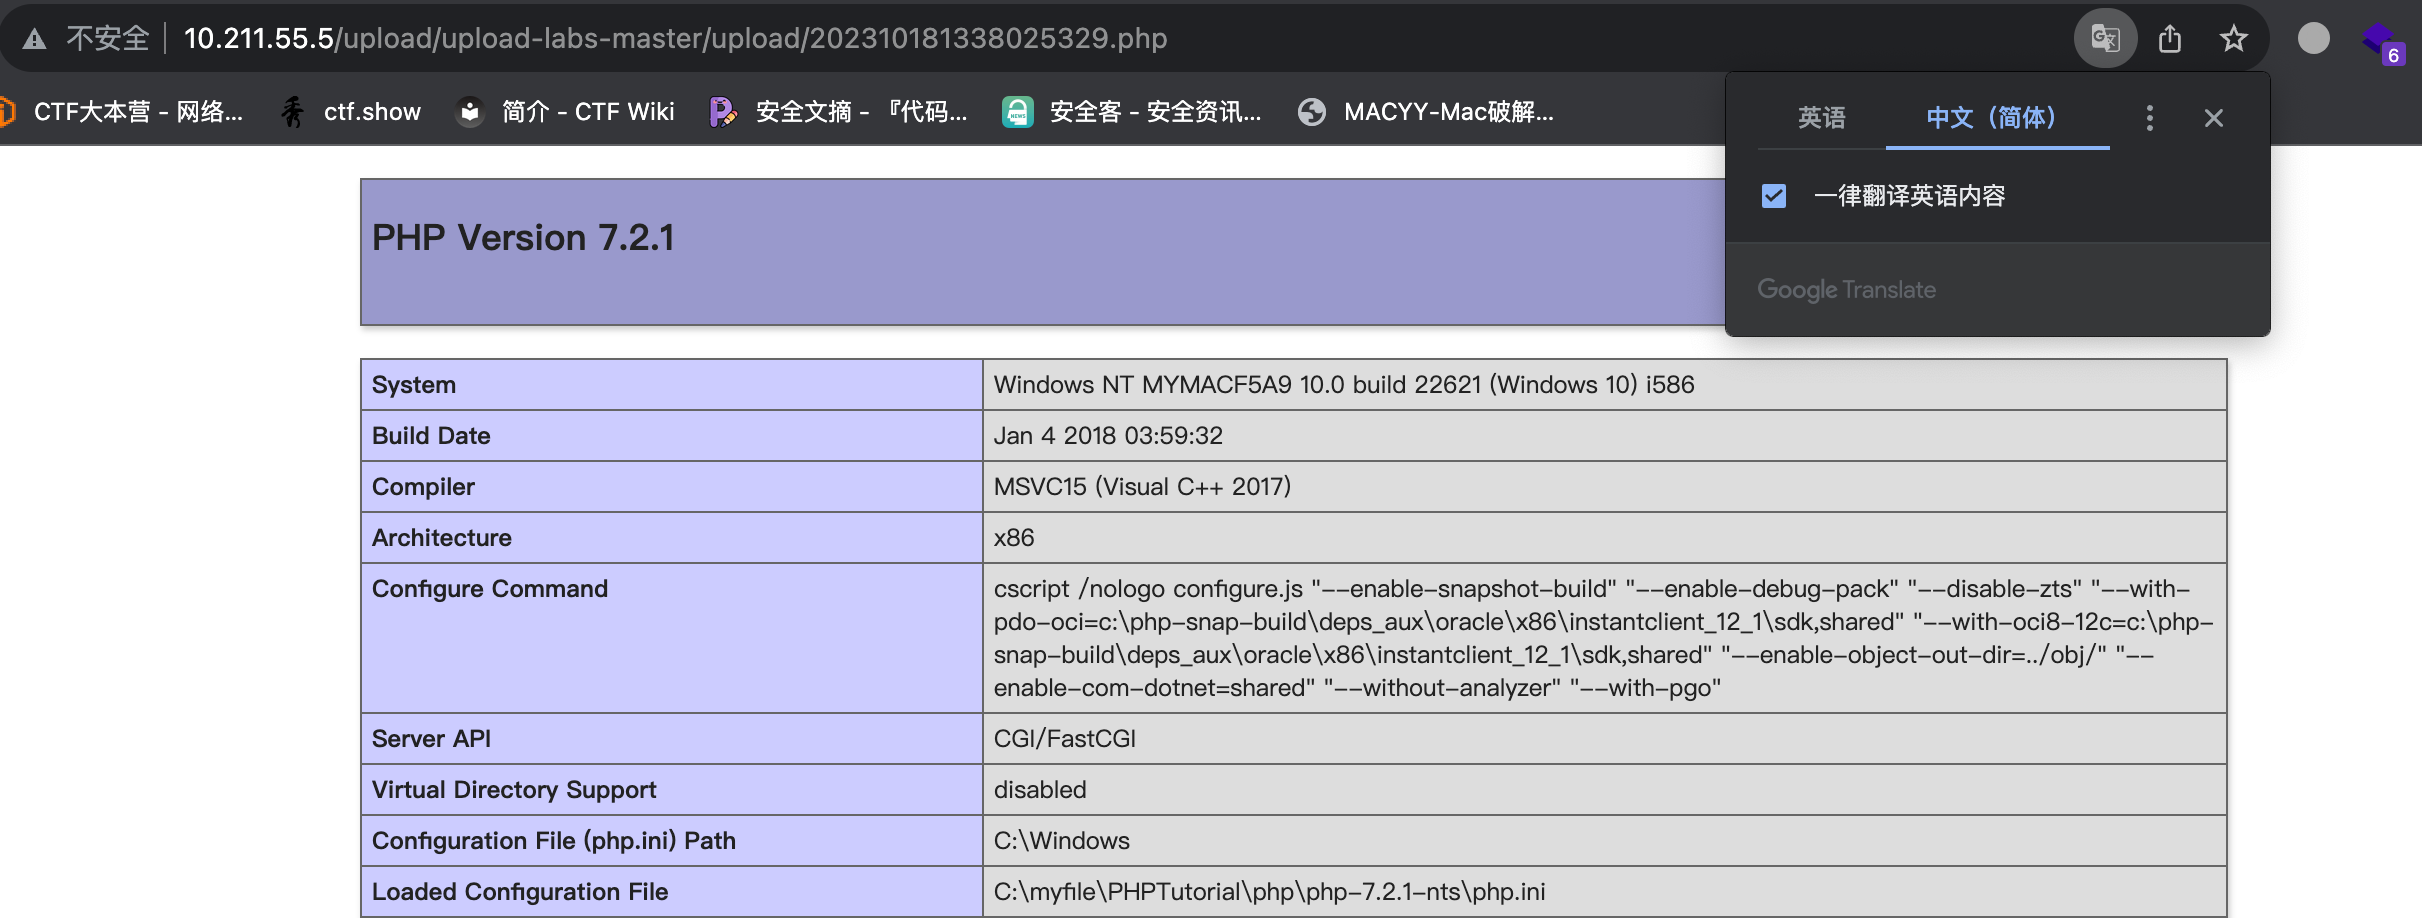 不安全 10.211.55.5/upload/upload-labs-master/upload/202310181338025329.php
6
CTF大本营 - 网络... ctf.show 简介 - CTF Wiki 安全文摘 - 『代码... NEWS 安全客 - 安全资讯... MACYY-Mac破解...
英语 中文（简体）
一律翻译英语内容
Google Translate
PHP Version 7.2.1
System Windows NT MYMACF5A9 10.0 build 22621 (Windows 10) i586
Build Date Jan 4 2018 03:59:32
Compiler MSVC15 (Visual C++ 2017)
Architecture x86
Configure Command cscript /nologo configure.js "--enable-snapshot-build" "--enable-debug-pack" "--disable-zts" "--with-
pdo-oci=c:\php-snap-build\deps_aux\oracle\x86\instantclient_12_1\sdk,shared" "--with-oci8-12c=c:\php-
snap-build\deps_aux\oracle\x86\instantclient_12_1\sdk,shared" "--enable-object-out-dir=../obj/" "--
enable-com-dotnet=shared" "--without-analyzer" "--with-pgo"
Server API CGI/FastCGI
Virtual Directory Support disabled
Configuration File (php.ini) Path C:\Windows
Loaded Configuration File C:\myfile\PHPTutorial\php\php-7.2.1-nts\php.ini